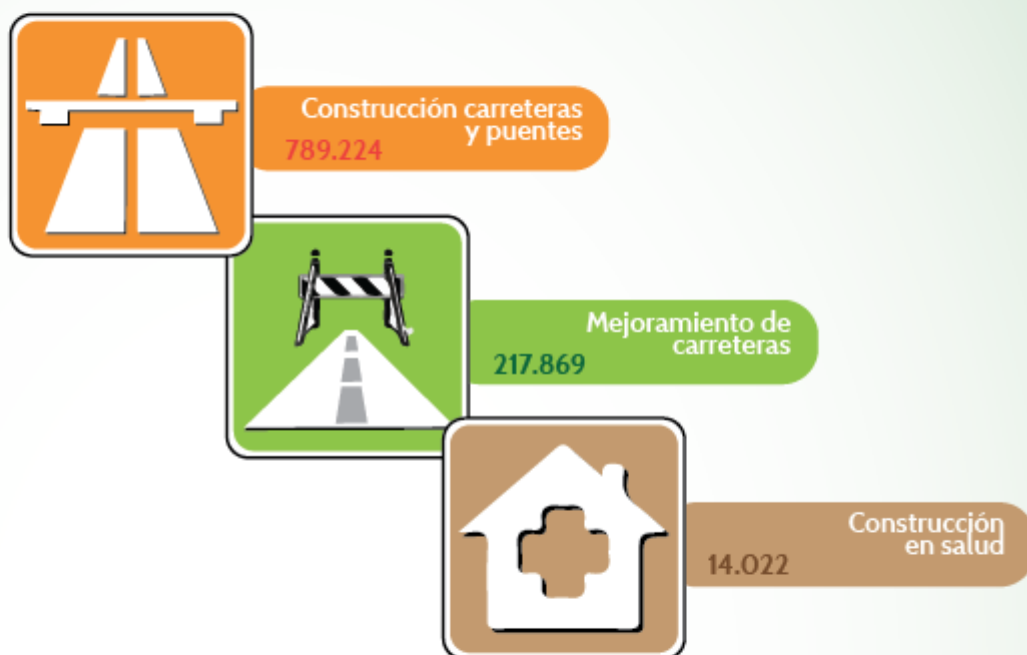 Construcción carreteras
y puentes
789.224
Mejoramiento de
carreteras
217.869
Construcción
en salud
14.022